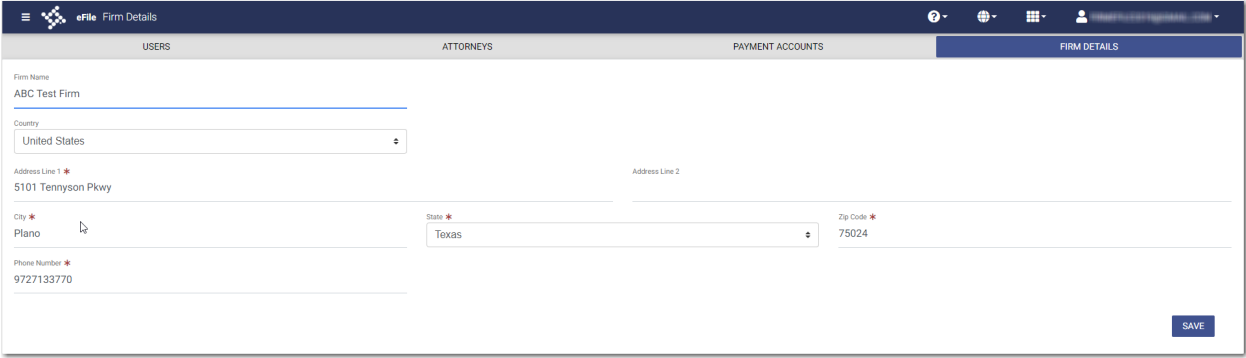 eFile Firm Details
USERS ATTORNEYS PAYMENT ACCOUNTS FIRM DETAILS
Firm Name
ABC Test Firm
Country
United States
Address Line 1 * Address Line 2
5101 Tennyson Pkwy
City * State * Zip Code *
Plano Texas 75024
Phone Number *
9727133770
SAVE